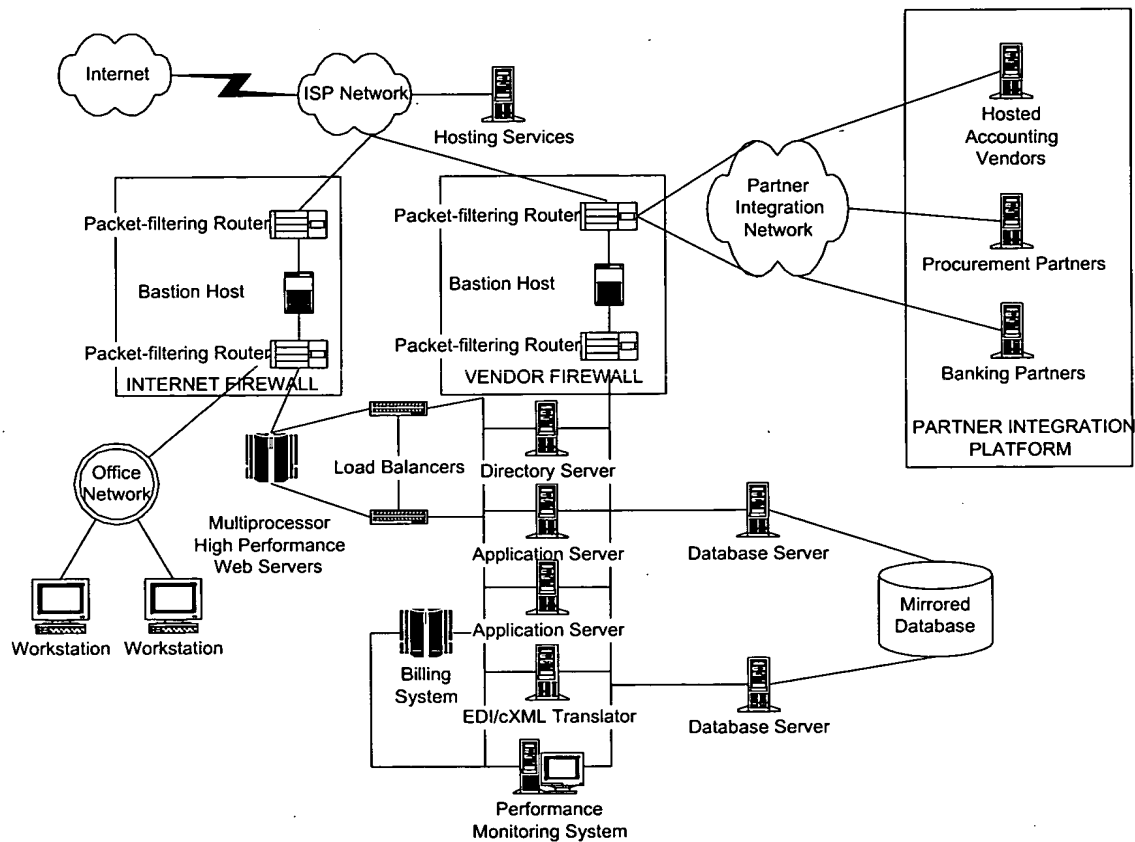 Internet
ISP Network
Hosting Services
Hosted
Accounting
Vendors
Partner
Integration
Network
Procurement Partners
Banking Partners
PARTNER INTEGRATION
PLATFORM
Packet-filtering Router
Bastion Host
Packet-filtering Router
INTERNET FIREWALL
Packet-filtering Router
Bastion Host
Packet-filtering Router
VENDOR FIREWALL
Office
Network
Workstation
Workstation
Multiprocessor
High Performance
Web Servers
Load Balancers
Directory Server
Application Server
Application Server
Billing
System
EDI/cXML Translator
Performance
Monitoring System
Database Server
Database Server
Mirrored
Database